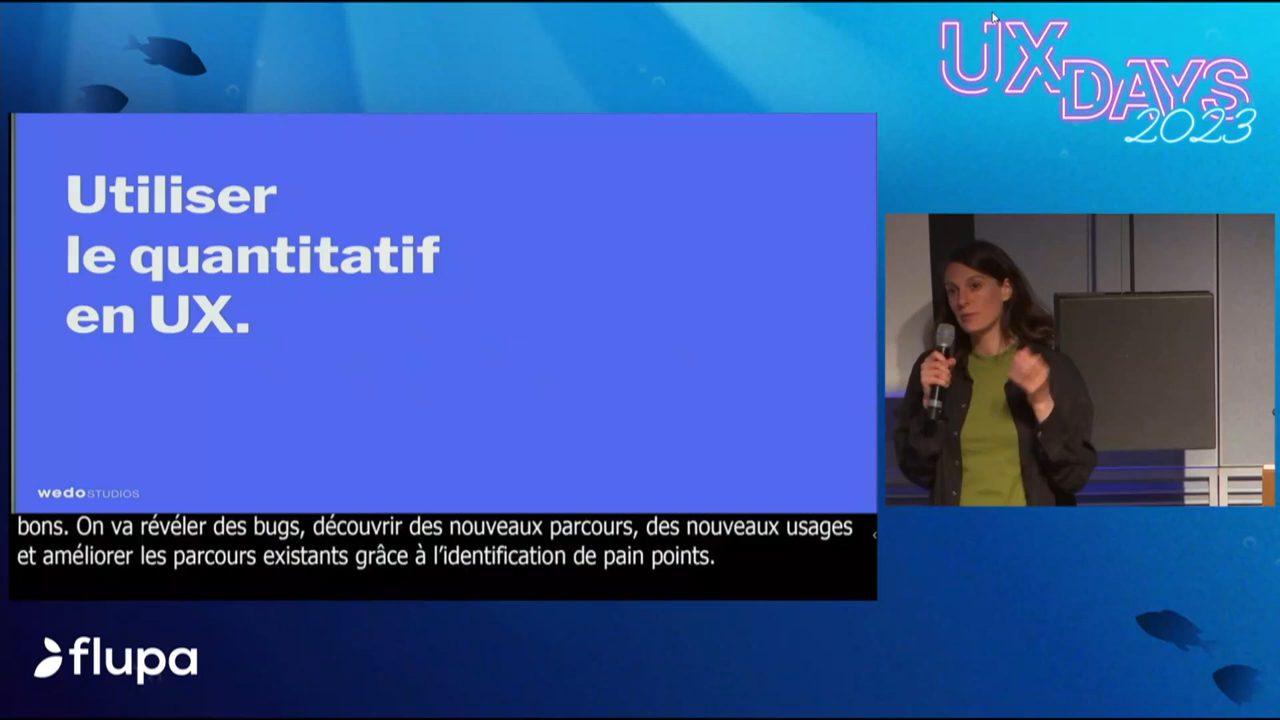 UX
DAYS
2023
Utiliser
le quantitatif
en UX.
wedo STUDIOS
bons. On va révéler des bugs, découvrir des nouveaux parcours, des nouveaux usages
et améliorer les parcours existants grâce à l’identification de pain points.
flupa